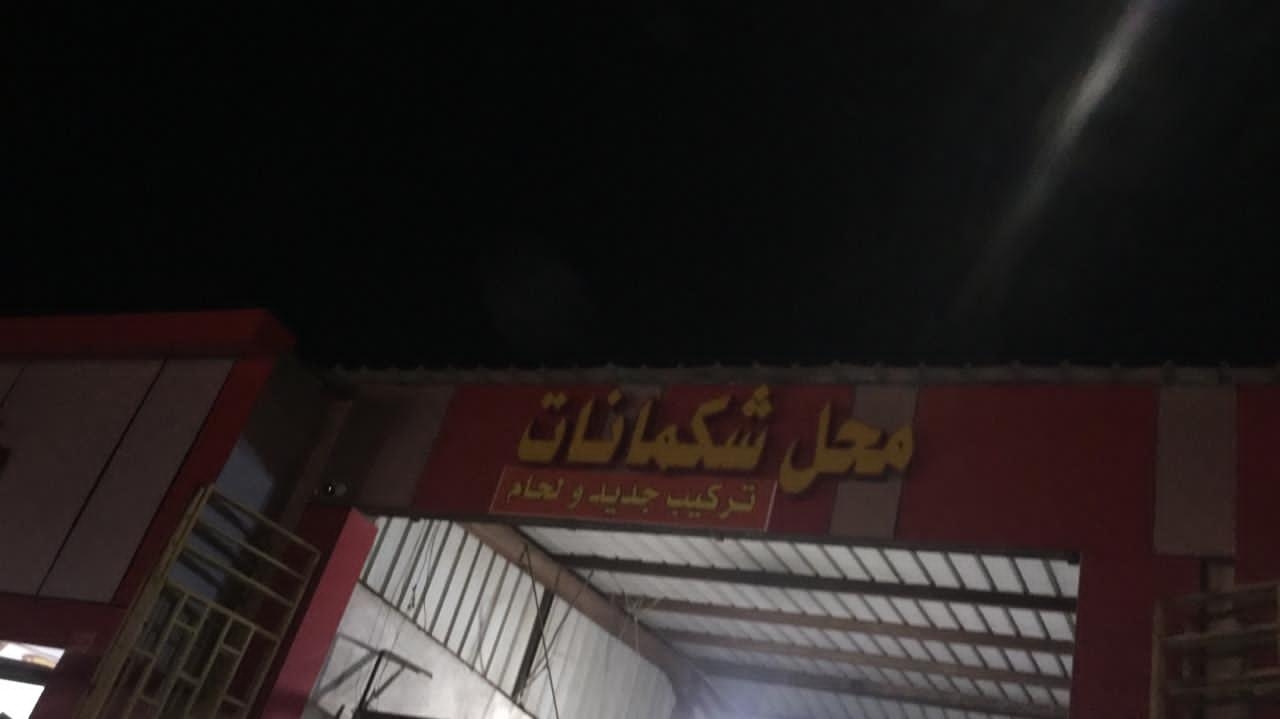 محل شكمانات
تركيب جديد و لحام